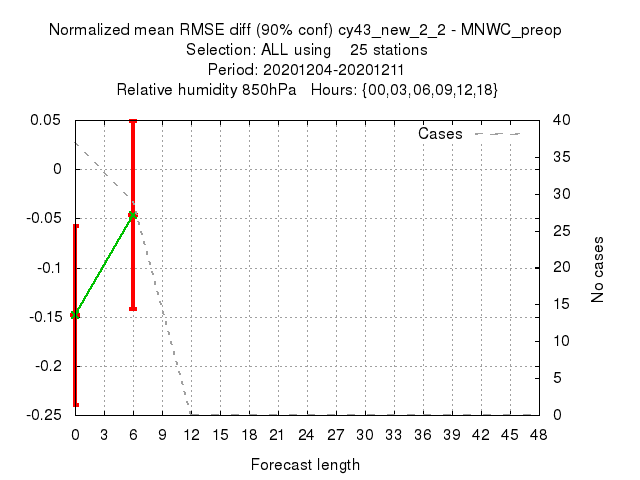 Normalized mean RMSE diff (90% conf) cy43_new_2_2 - MNWC_preop
Selection: ALL using    25 stations
Period: 20201204-20201211
Relative humidity 850hPa   Hours: {00,03,06,09,12,18}
Cases
0.05
0
-0.05
-0.1
-0.15
-0.2
-0.25
40
35
30
25
20
15
10
5
0
No cases
0 3 6 9 12 15 18 21 24 27 30 33 36 39 42 45 48
Forecast length